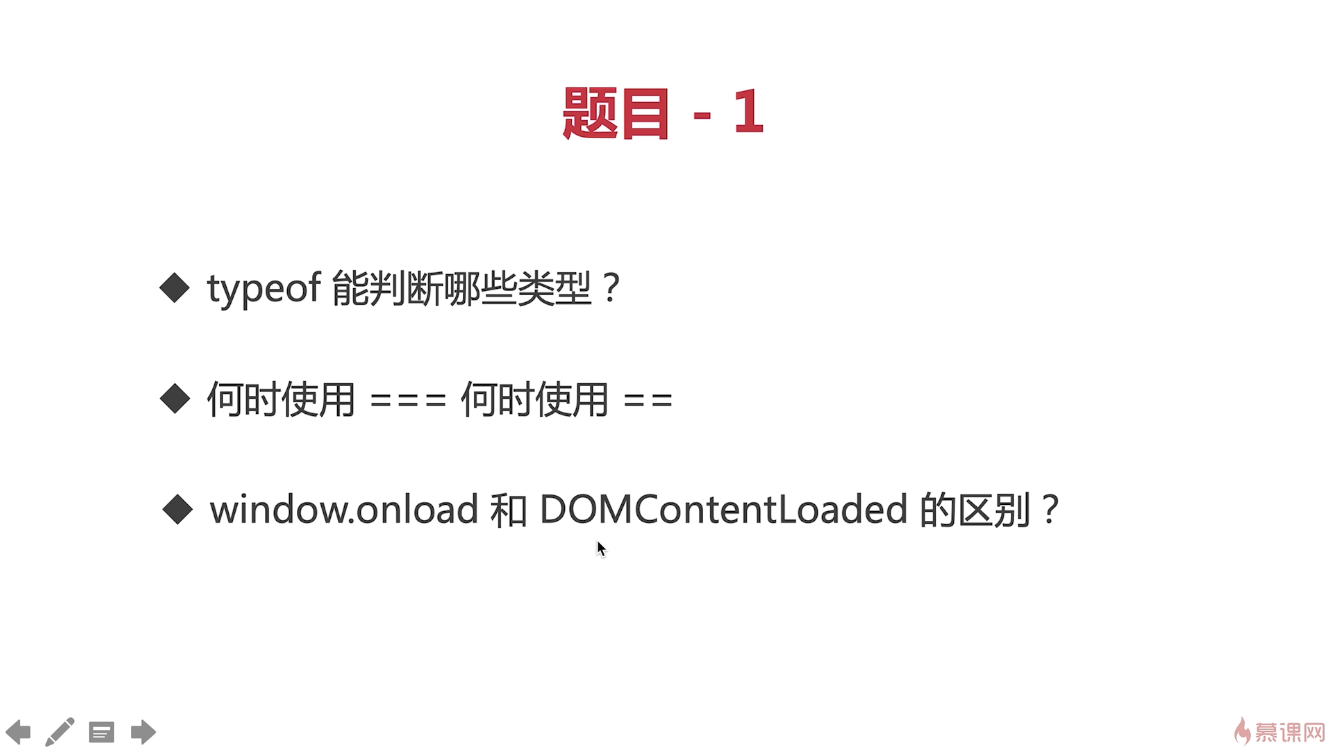 题目 - 1
typeof 能判断哪些类型？
何时使用 === 何时使用 ==
window.onload 和 DOMContentLoaded 的区别？
慕课网